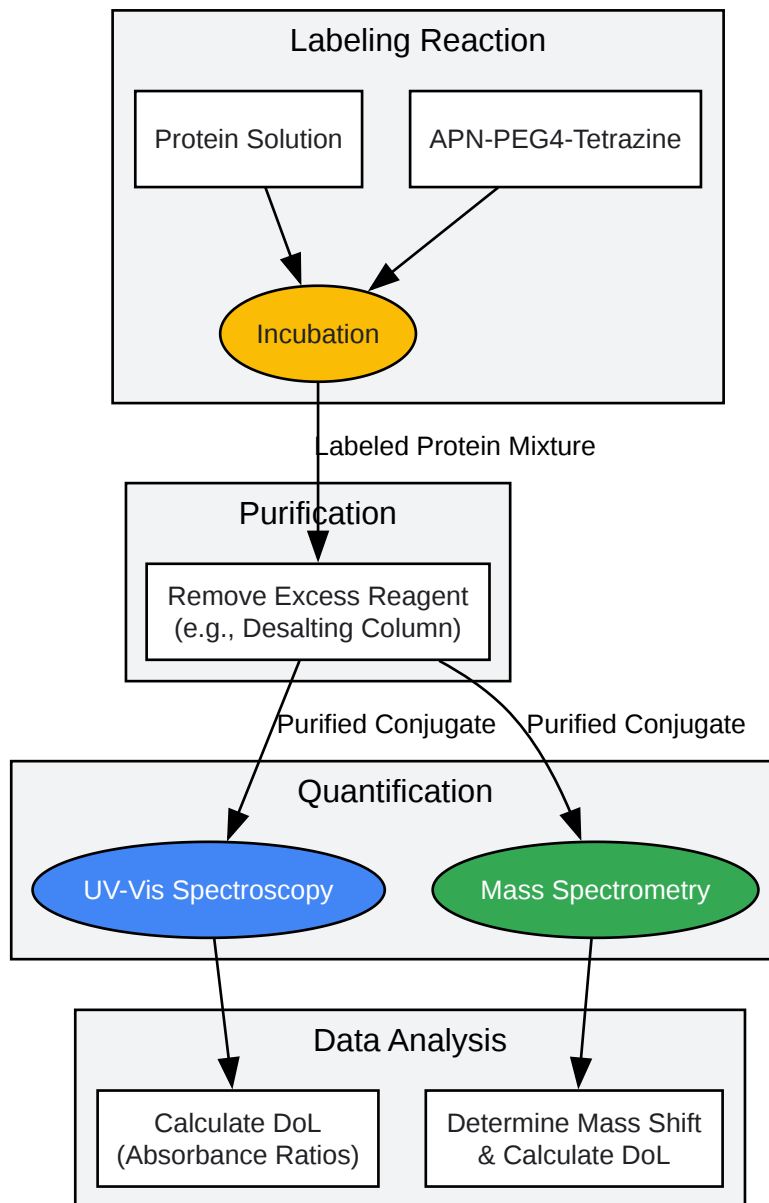 Labeling Reaction
Protein Solution
APN-PEG4-Tetrazine
Incubation
Labeled Protein Mixture
Purification
Remove Excess Reagent
(e.g., Desalting Column)
Purified Conjugate
Purified Conjugate
Quantification
UV-Vis Spectroscopy
Mass Spectrometry
Data Analysis
Calculate DoL
(Absorbance Ratios)
Determine Mass Shift
& Calculate DoL